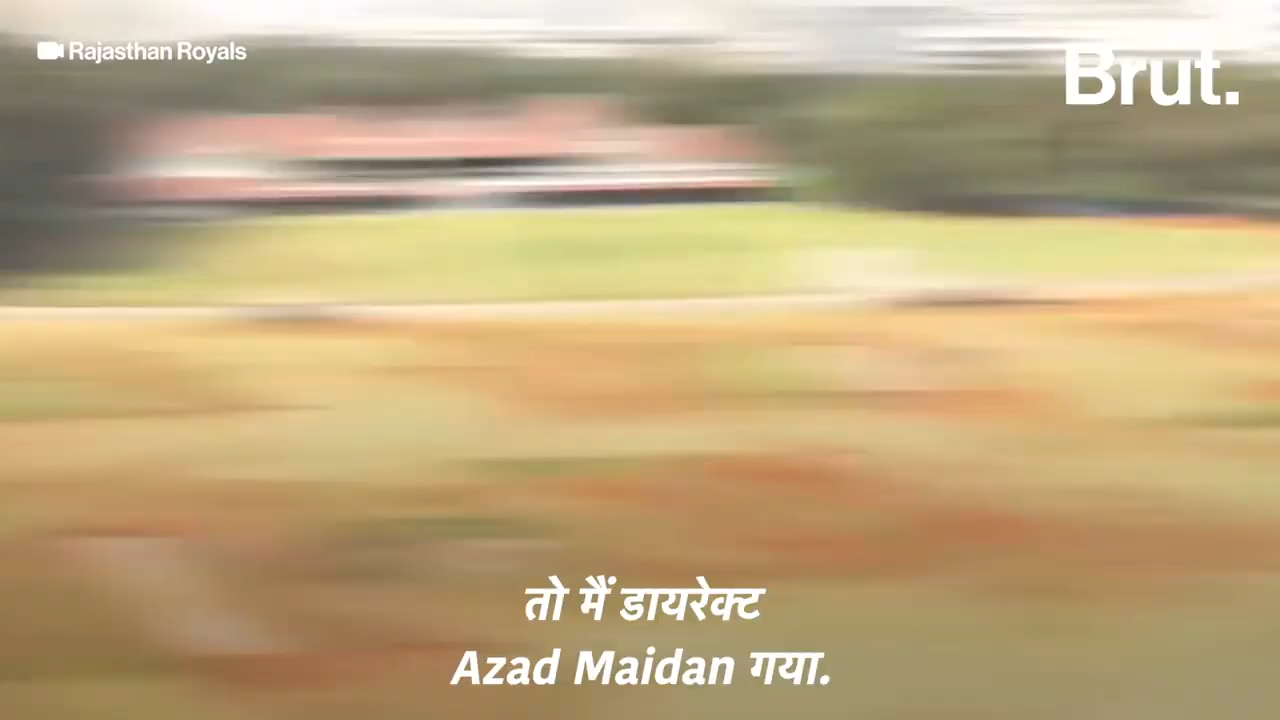 Rajasthan Royals
Brut.
तो मैं डायरेक्ट
Azad Maidan गया.